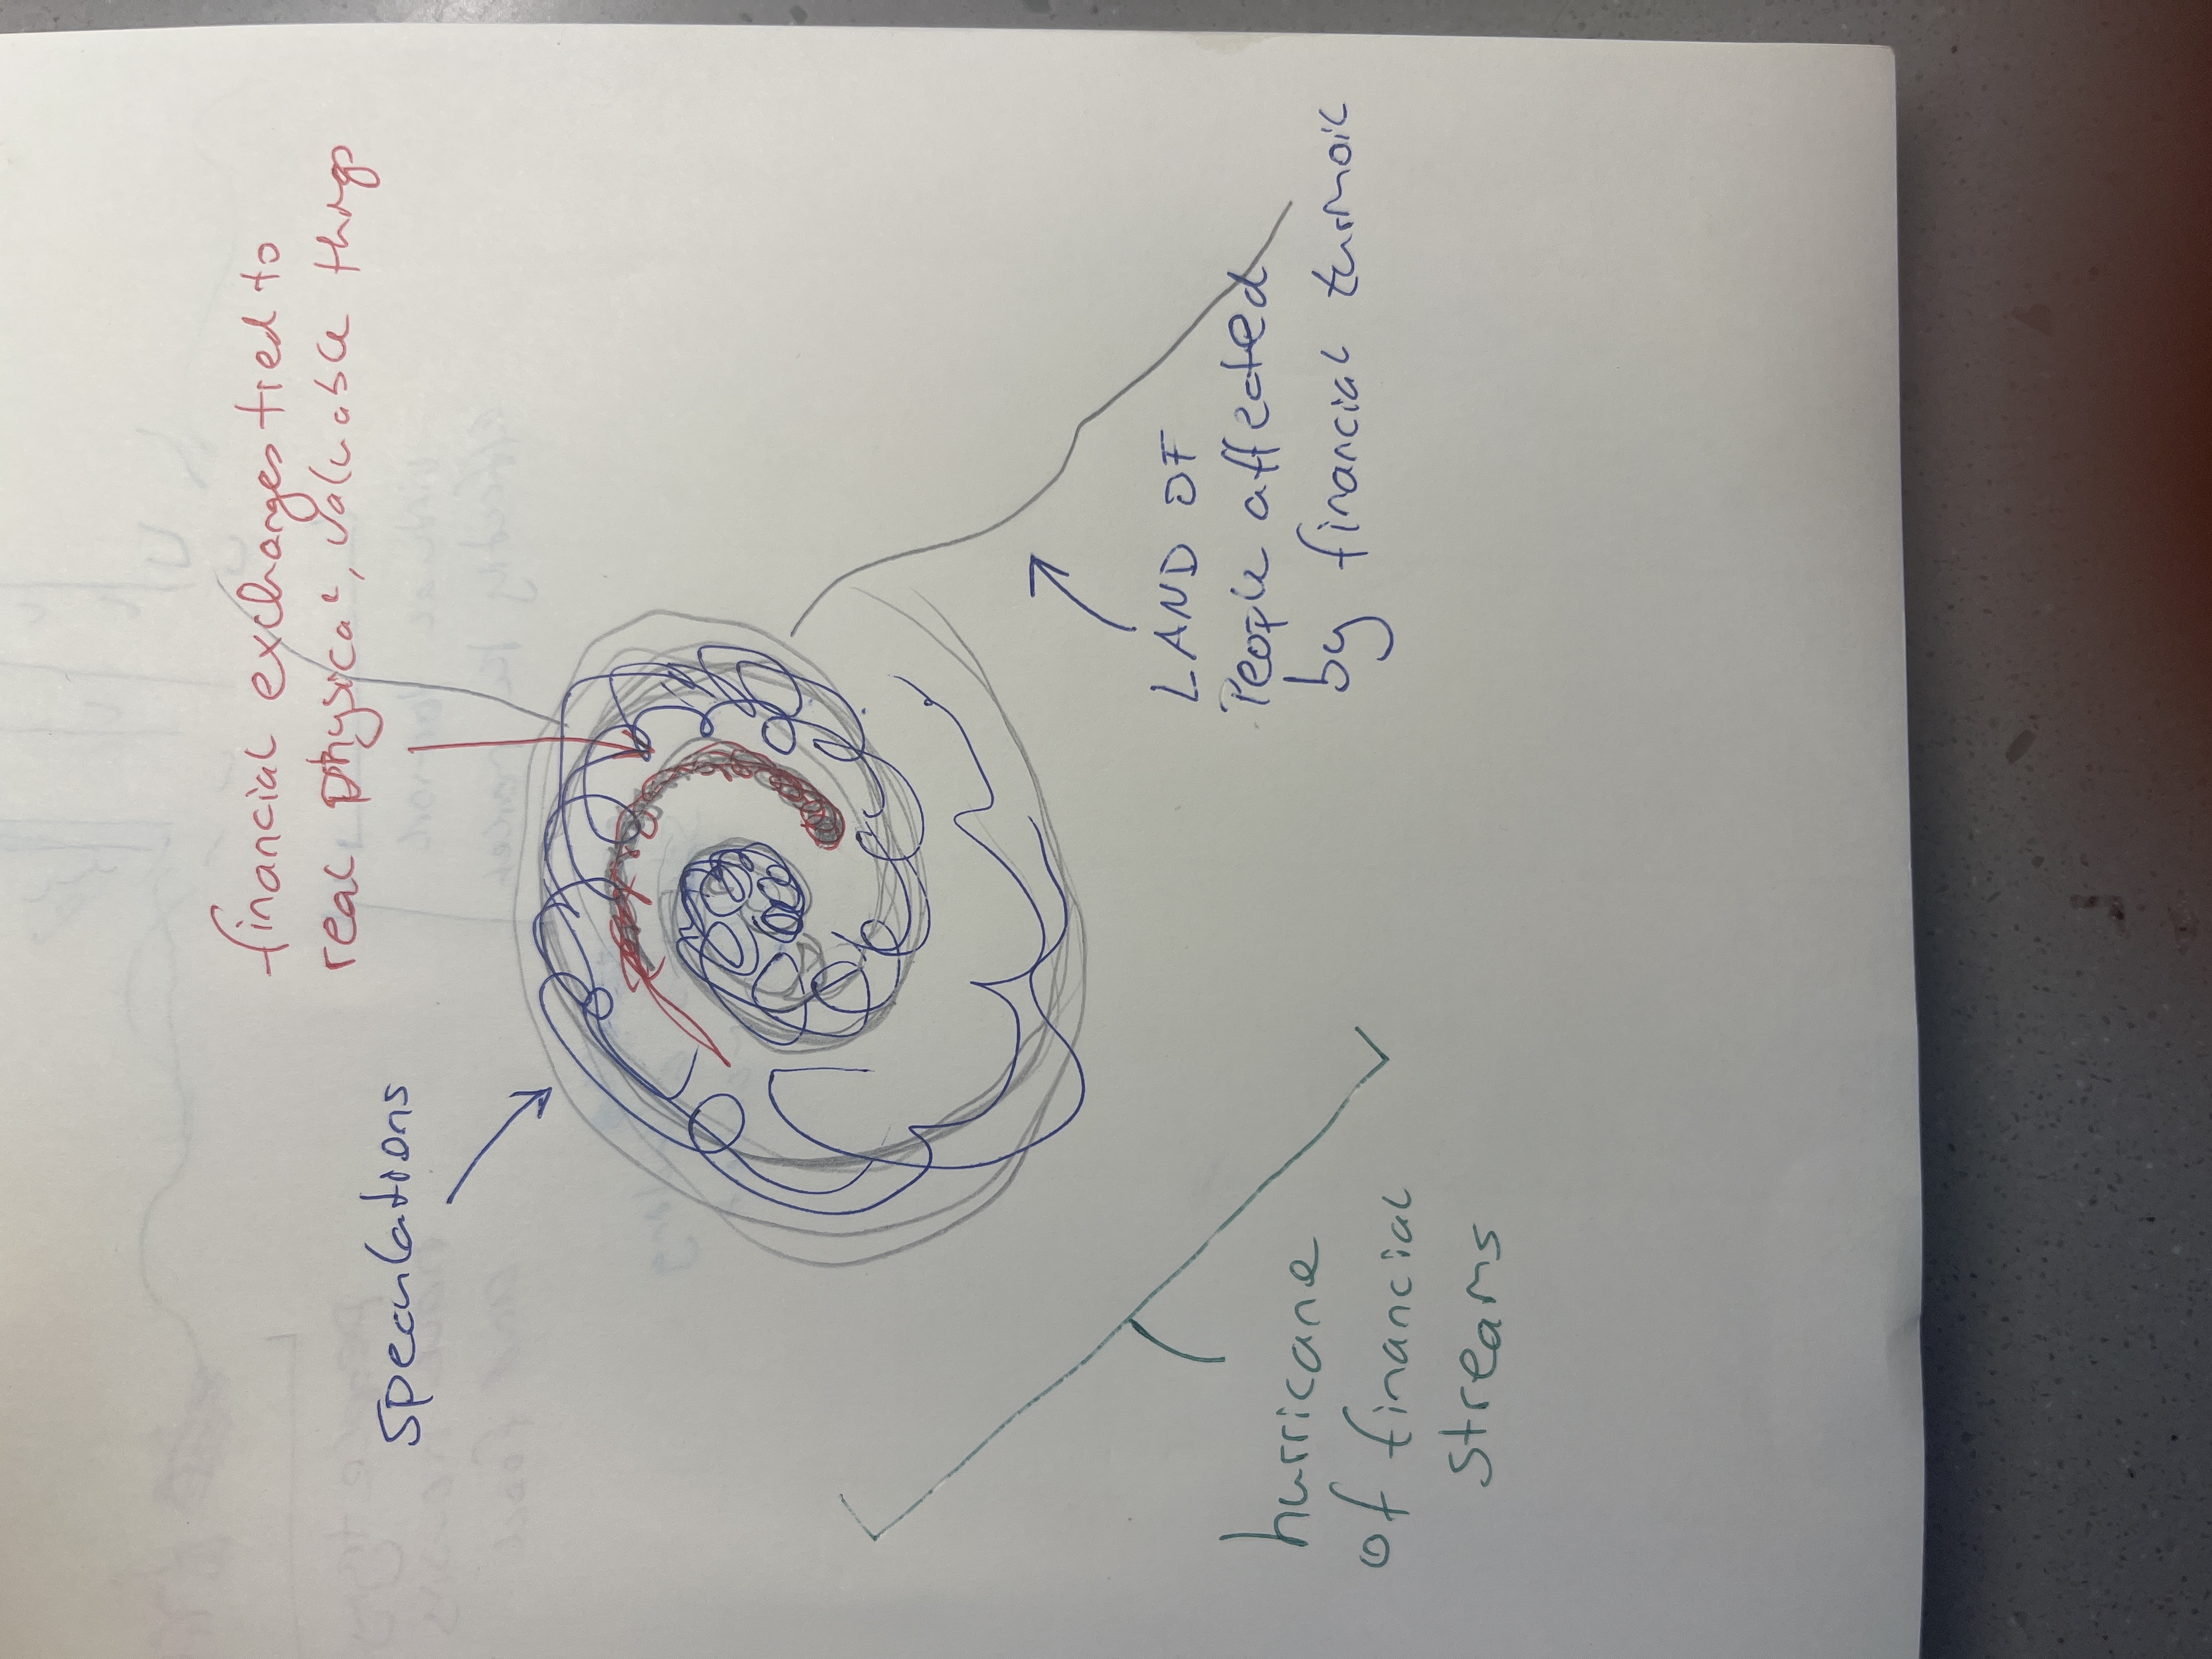 financial exchanges tied to
real physical, valuable things
speculations
LAND OF
People affected
by financial turmoil
hurricane
of financial
streams